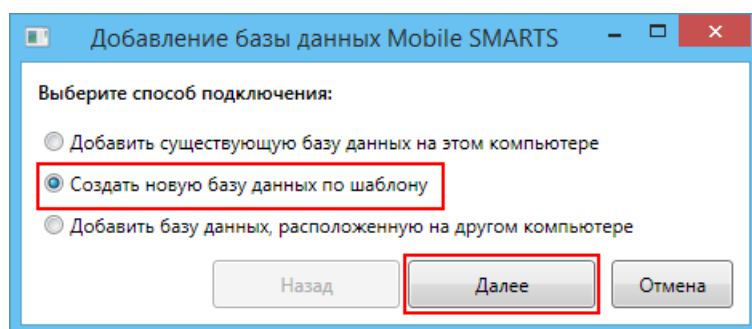 Добавление базы данных Mobile SMARTS
Выберите способ подключения:
Добавить существующую базу данных на этом компьютере
Создать новую базу данных по шаблону
Добавить базу данных, расположенную на другом компьютере
Назад Далее Отмена